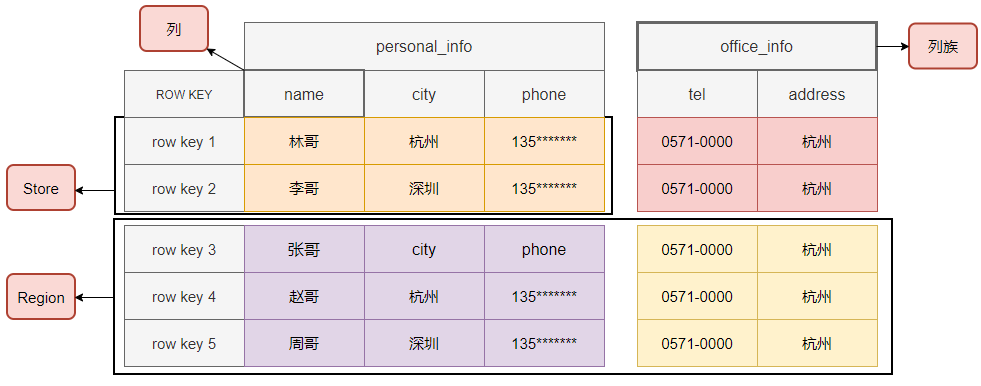 列
personal_info
office_info
列族
ROW KEY name city phone tel address
row key 1 林哥 杭州 135******* 0571-0000 杭州
Store
row key 2 李哥 深圳 135******* 0571-0000 杭州
row key 3 张哥 city phone 0571-0000 杭州
Region
row key 4 赵哥 杭州 135******* 0571-0000 杭州
row key 5 周哥 深圳 135******* 0571-0000 杭州